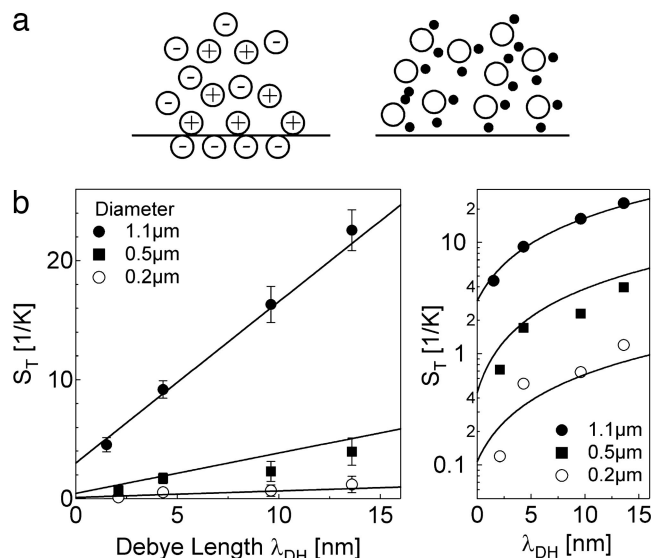 a
- - -
- + +
- + - +
- + + +
- - - -
b
Diameter
1.1μm
0.5μm
0.2μm
S_T [1/K]
20
10
0
0 5 10 15
Debye Length λ_DH [nm]
S_T [1/K]
2
10
4
2
1
4
2
0.1
1.1μm
0.5μm
0.2μm
0 5 10 15
[nm]